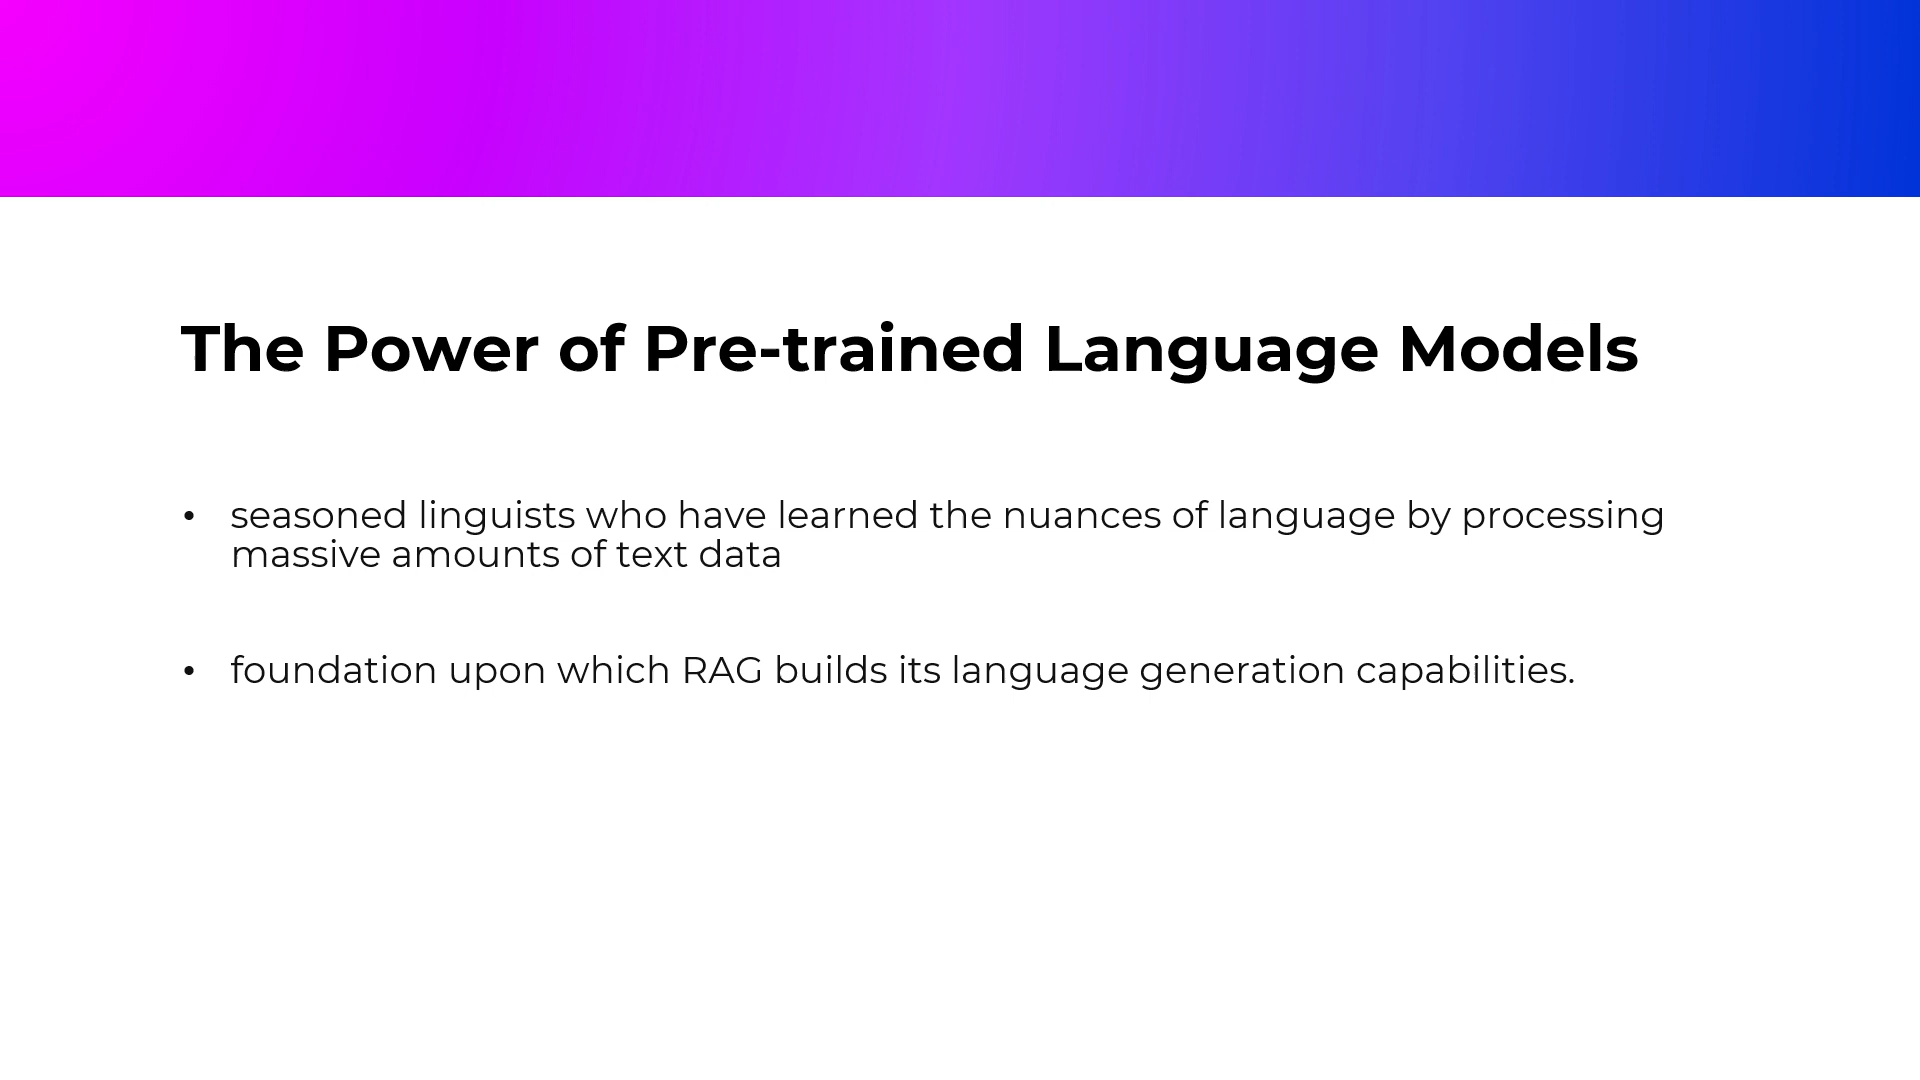 The Power of Pre-trained Language Models
• seasoned linguists who have learned the nuances of language by processing
massive amounts of text data
• foundation upon which RAG builds its language generation capabilities.